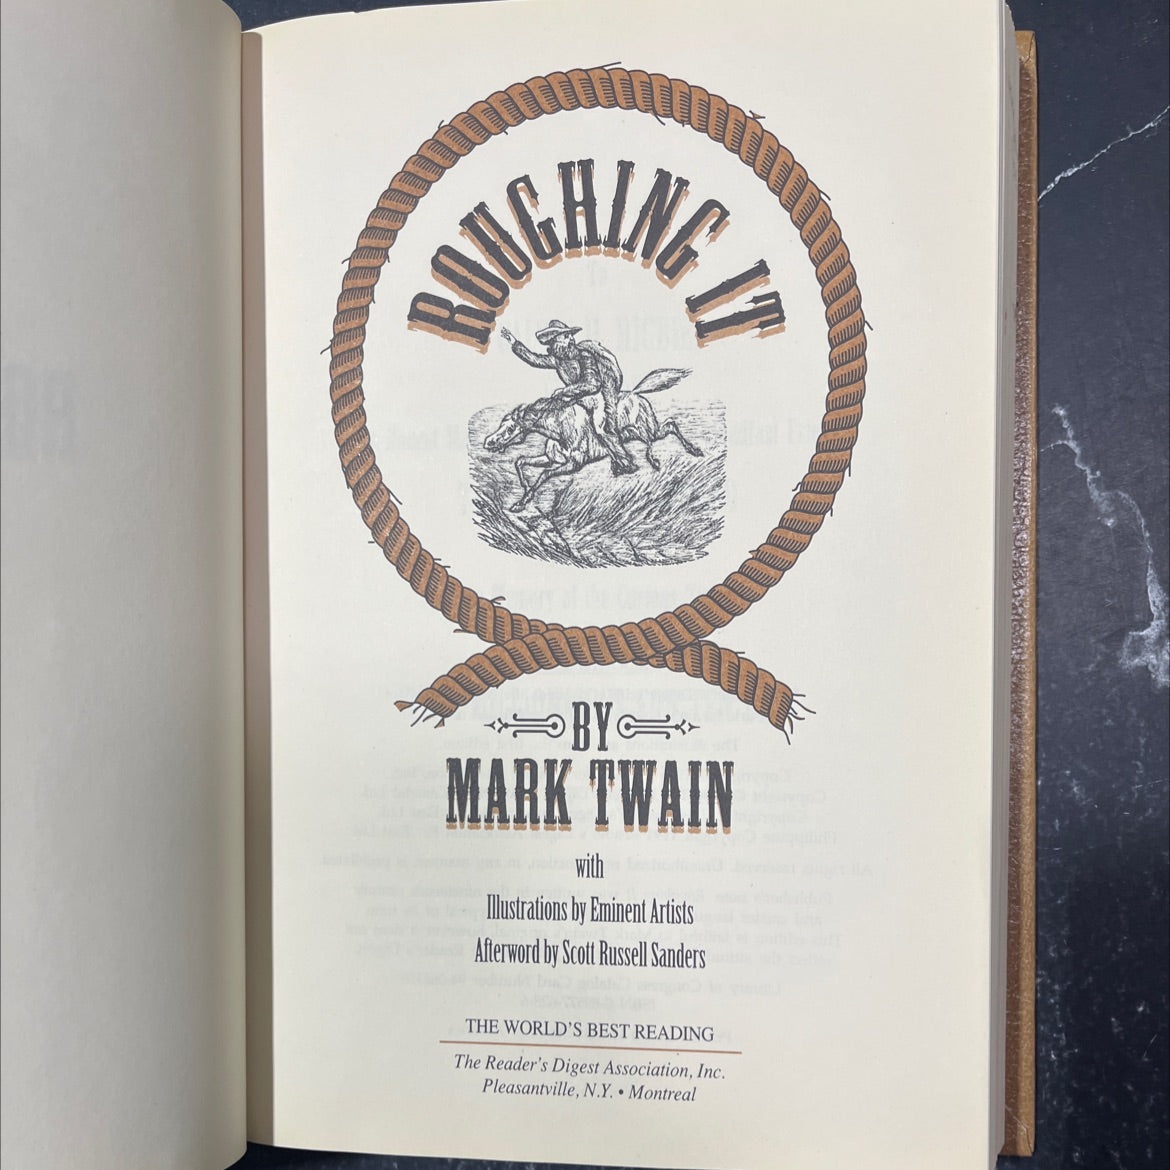 ROUGHING IT
BY
MARK TWAIN
with
Illustrations by Eminent Artists
Afterword by Scott Russell Sanders
THE WORLD'S BEST READING
The Reader's Digest Association, Inc.
Pleasantville, N.Y. • Montreal